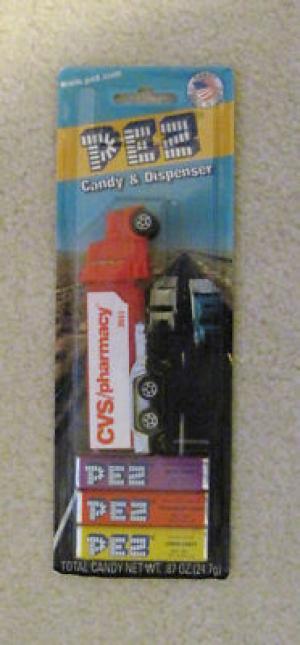 www.pez.com
PEZ
Candy & Dispenser
CVS/pharmacy
2011
PEZ
PEZ
PEZ
TOTAL CANDY NET WT. .87 OZ.(24.7g)